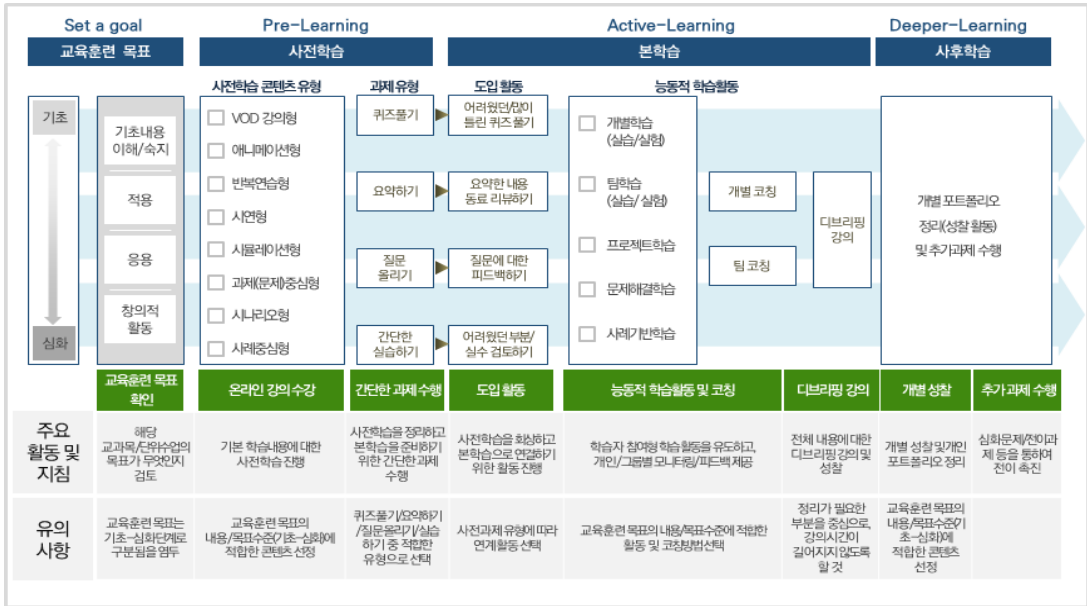 Set a goal
Pre-Learning
Active-Learning
Deeper-Learning
교육훈련 목표
사전학습
본학습
사후학습
사전학습 콘텐츠 유형
과제 유형
도입 활동
능동적 학습활동
기초
심화
기초내용
이해/숙지
적용
응용
창의적
활동
VOD 강의형
애니메이션형
반복연습형
시연형
시뮬레이션형
과제(문제)중심형
시나리오형
사례중심형
퀴즈풀기
요약하기
질문
올리기
간단한
실습하기
어려웠던/많이
틀린 퀴즈 풀기
요약한 내용
동료 리뷰하기
질문에 대한
피드백하기
어려웠던 부분/
실수 검토하기
개별학습
(실습/실험)
팀학습
(실습/ 실험)
프로젝트학습
문제해결학습
사례기반학습
개별 코칭
팀 코칭
디브리핑
강의
개별 포트폴리오
정리(성찰 활동)
및 추가과제 수행
교육훈련 목표
확인
온라인 강의 수강
간단한 과제 수행
도입 활동
능동적 학습활동 및 코칭
디브리핑 강의
개별 성찰
추가 과제 수행
주요
활동 및
지침
해당
교과목/단위수업의
목표가 무엇인지
검토
기본 학습내용에 대한
사전학습 진행
사전학습을 정리하고
본학습을 준비하기
위한 간단한 과제
수행
사전학습을 회상하고
본학습으로 연결하기
위한 활동 진행
학습자 참여형 학습활동을 유도하고,
개인/그룹별 모니터링/피드백 제공
전체 내용에 대한
디브리핑 강의 및
성찰
개별 성찰 및 개인
포트폴리오 정리
심화문제/전이과
제 등을 통하여
전이 촉진
유의
사항
교육훈련 목표는
기초-심화단계로
구분됨을 염두
교육훈련 목표의
내용/목표수준(기초-심화)에
적합한 콘텐츠 선정
퀴즈풀기/요약하기
/질문올리기/실습
하기 중 적합한
유형으로 선택
사전과제 유형에 따라
연계활동 선택
교육훈련 목표의 내용/목표수준에 적합한
활동 및 코칭방법 선택
정리가 필요한
부분을 중심으로,
강의시간이
길어지지 않도록
할 것
교육훈련 목표의
내용/목표수준(기
초-심화)에
적합한 콘텐츠
선정